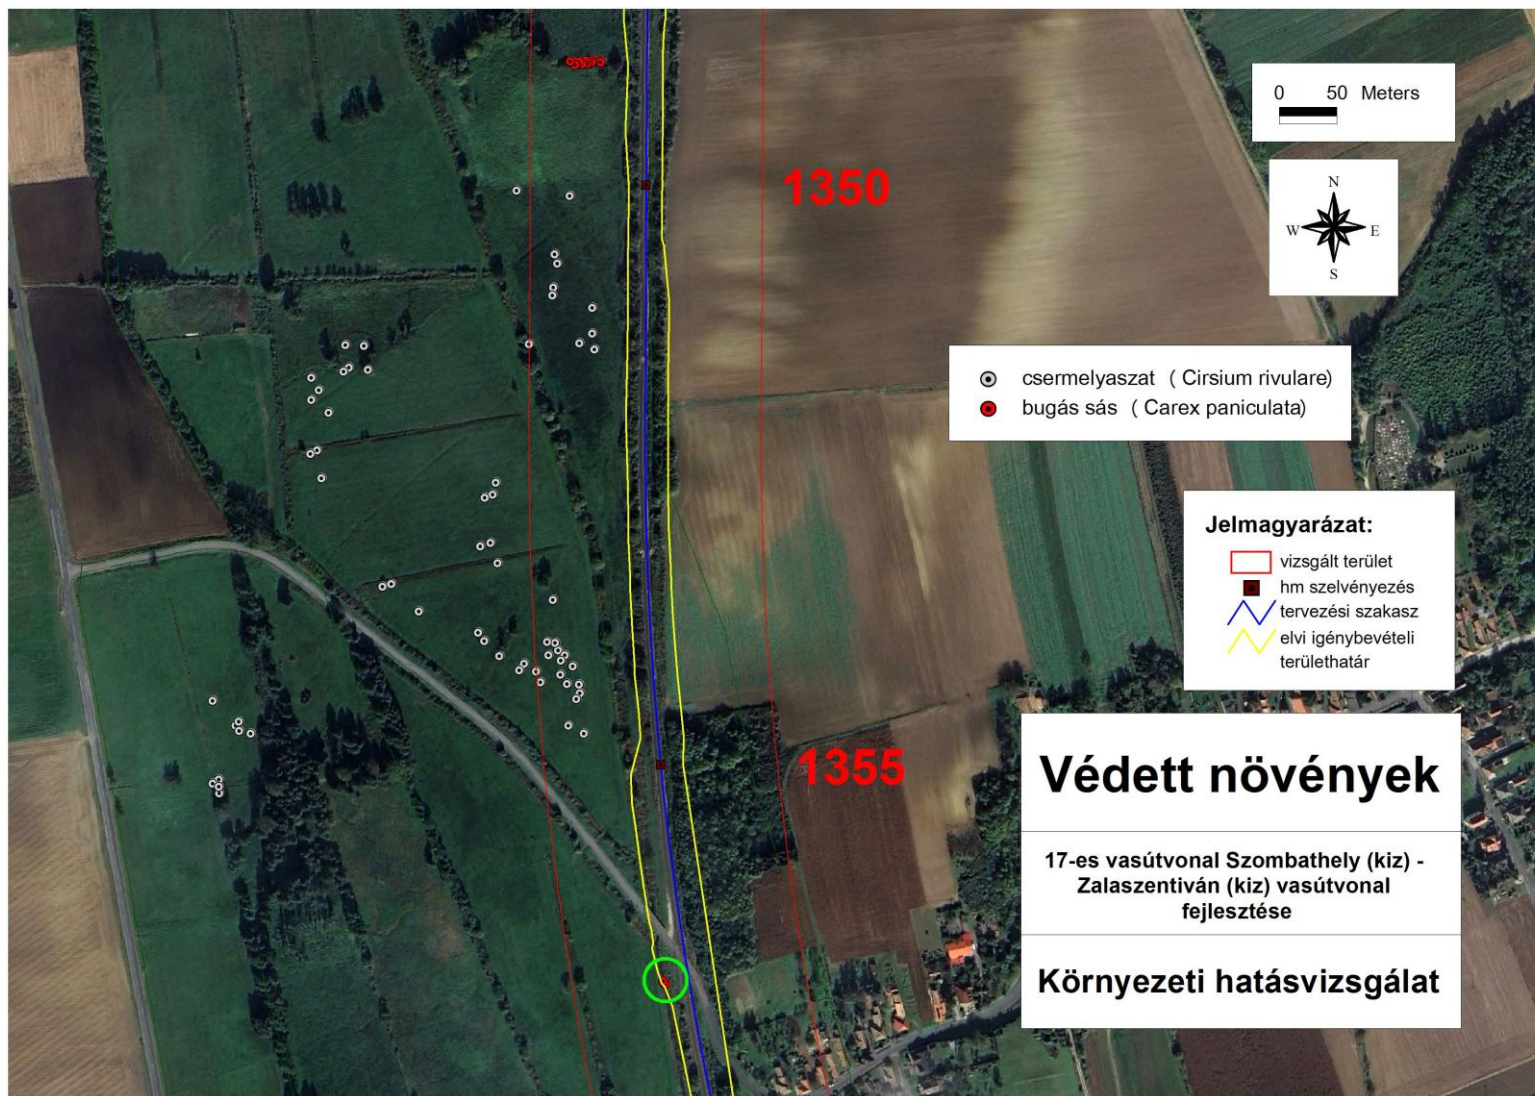 0 50 Meters
N
W E
S
1350
csermelyaszat ( Cirsium rivulare)
bugás sás ( Carex paniculata)
Jelmagyarázat:
vizsgált terület
hm szelvényezés
tervezési szakasz
elvi igénybevételi
területhatár
1355
Védett növények
17-es vasútvonal Szombathely (kiz) -
Zalaszentiván (kiz) vasútvonal
fejlesztése
Környezeti hatásvizsgálat